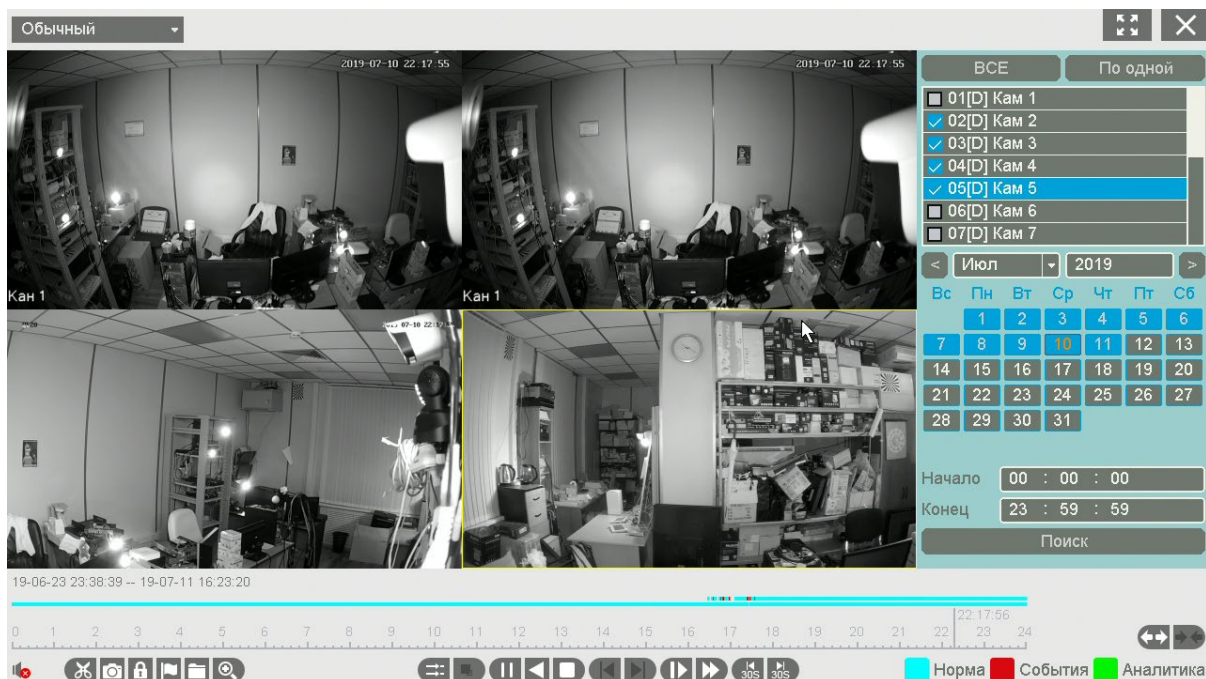 Обычный
2019-07-10 22:17:55
2019-07-10 22:17:55
Кан 1
Кан 1
ВСЕ
По одной
01[D] Кам 1
02[D] Кам 2
03[D] Кам 3
04[D] Кам 4
05[D] Кам 5
06[D] Кам 6
07[D] Кам 7
< Июл 2019 >
Вс Пн Вт Ср Чт Пт Сб
1 2 3 4 5 6
7 8 9 10 11 12 13
14 15 16 17 18 19 20
21 22 23 24 25 26 27
28 29 30 31
Начало 00 : 00 : 00
Конец 23 : 59 : 59
Поиск
19-06-23 23:38:39 -- 19-07-11 16:23:20
22:17:56
0 1 2 3 4 5 6 7 8 9 10 11 12 13 14 15 16 17 18 19 20 21 22 23 24
30S 30S
Норма События Аналитика